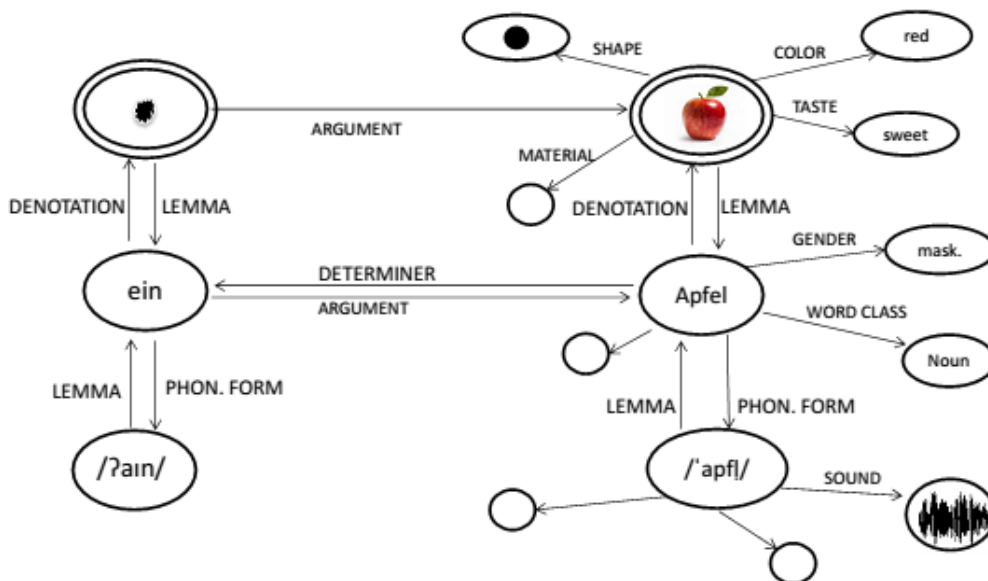 SHAPE
COLOR
red
TASTE
sweet
ARGUMENT
MATERIAL
DENOTATION
LEMMA
DENOTATION
LEMMA
GENDER
mask.
ein
DETERMINER
ARGUMENT
Apfel
WORD CLASS
Noun
LEMMA
PHON. FORM
LEMMA
PHON. FORM
/ʔaɪn/
/ˈapfl̩/
SOUND